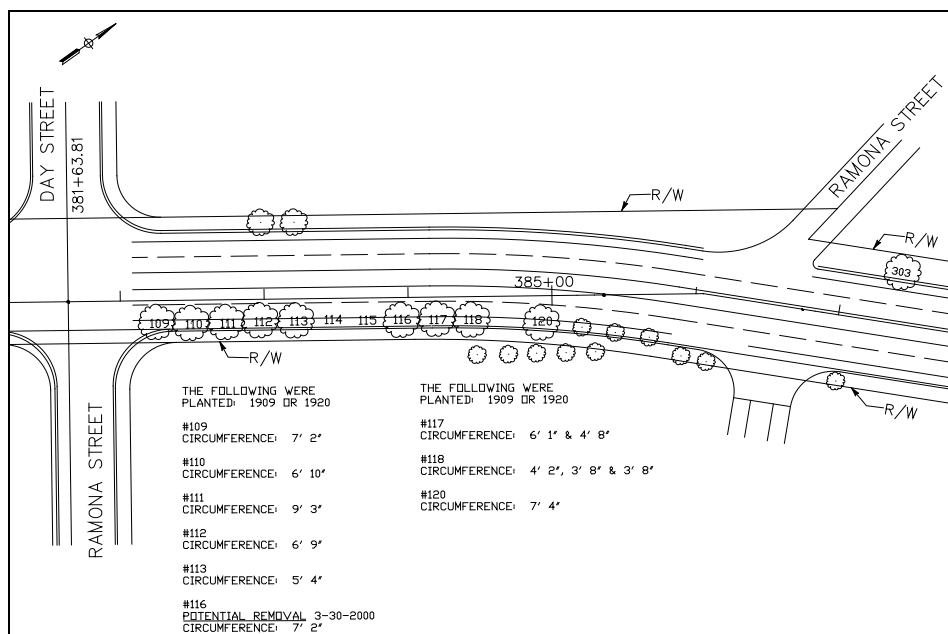 DAY STREET
381+63.81
R/W
RAMONA STREET
R/W
303
385+00
109 110 111 112 113 114 115 116 117 118 120
R/W
R/W
RAMONA STREET
THE FOLLOWING WERE
PLANTED: 1909 OR 1920
#109
CIRCUMFERENCE: 7' 2"
#110
CIRCUMFERENCE: 6' 10"
#111
CIRCUMFERENCE: 9' 3"
#112
CIRCUMFERENCE: 6' 9"
#113
CIRCUMFERENCE: 5' 4"
#116
POTENTIAL REMOVAL 3-30-2000
CIRCUMFERENCE: 7' 2"
THE FOLLOWING WERE
PLANTED: 1909 OR 1920
#117
CIRCUMFERENCE: 6' 1" & 4' 8"
#118
CIRCUMFERENCE: 4' 2", 3' 8" & 3' 8"
#120
CIRCUMFERENCE: 7' 4"